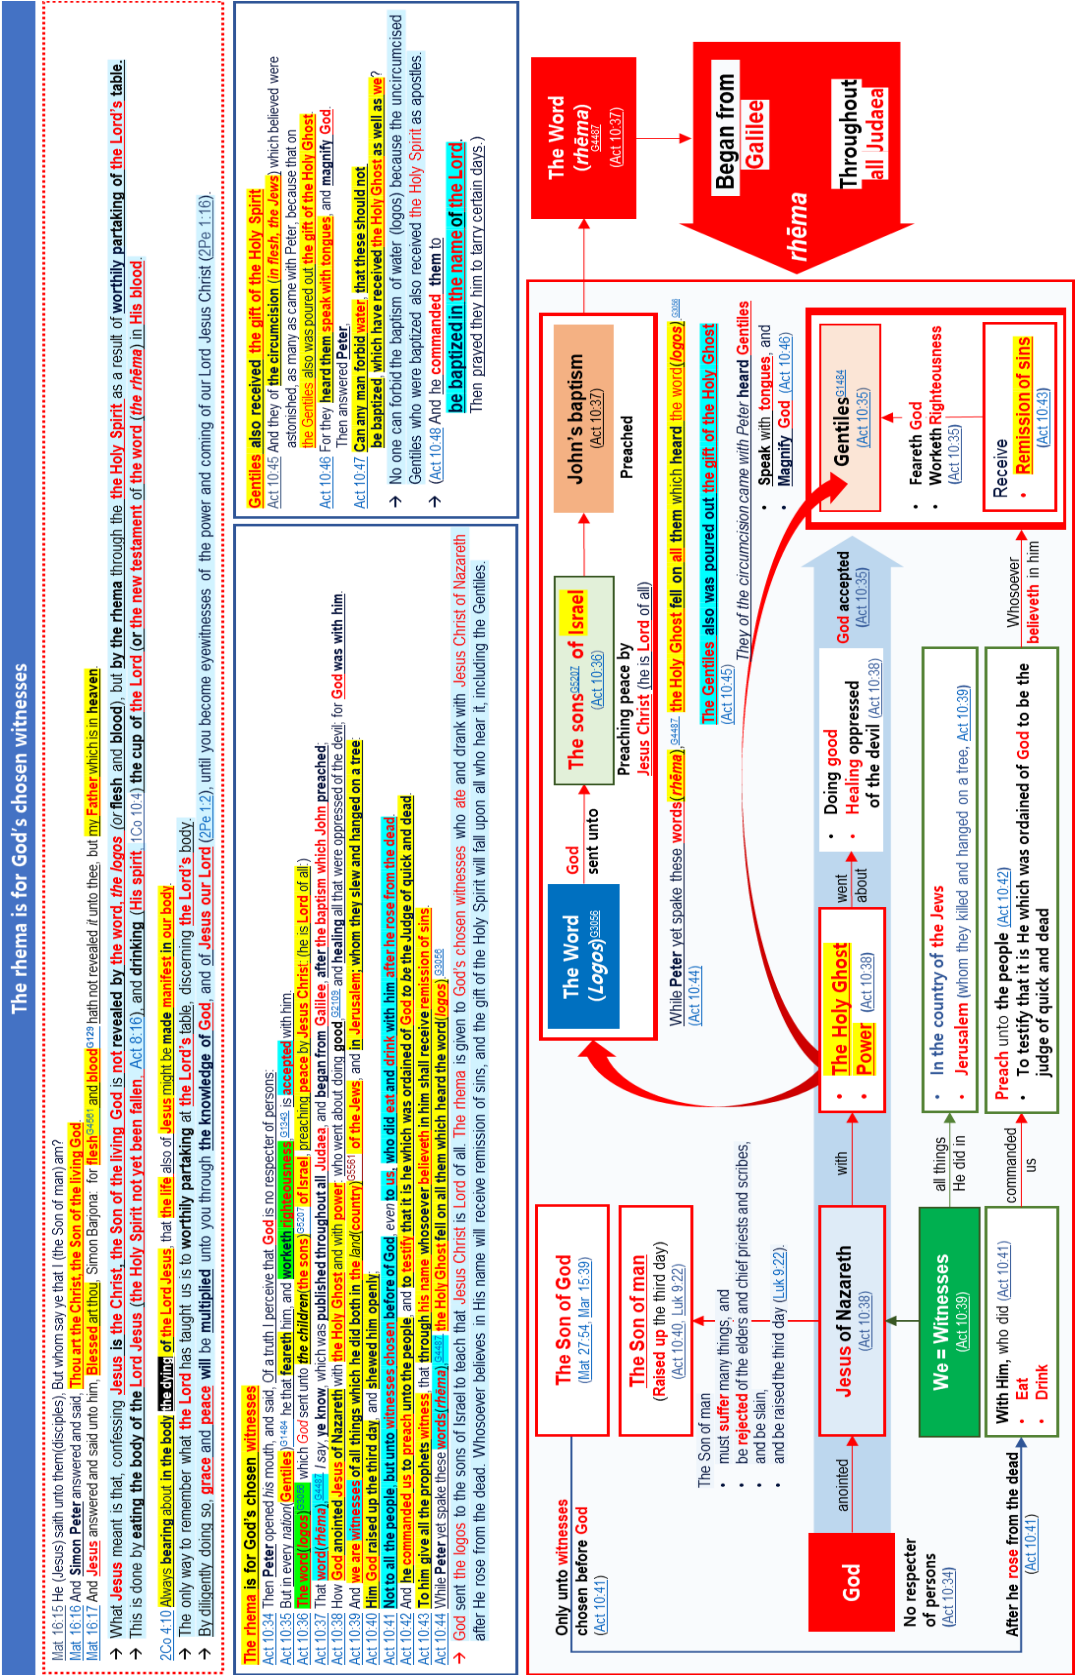 The rhema is for God's chosen witnesses
Mat 16:15 He (Jesus) saith unto them(disciples), But whom say ye that I (the Son of man) am?
Mat 16:16 And Simon Peter answered and said, Thou art the Christ, the Son of the living God.
Mat 16:17 And Jesus answered and said unto him, Blessed art thou, Simon Barjona: for fleshG4561 and bloodG129 hath not revealed it unto thee, but my Father which is in heaven.
→ What Jesus meant is that, confessing Jesus is the Christ, the Son of the living God is not revealed by the word, the logos (or flesh and blood), but by the rhema through the Holy Spirit as a result of worthily partaking of the Lord's table.
→ This is done by eating the body of the Lord Jesus (the Holy Spirit not yet been fallen, Act 8:16), and drinking (His spirit, 1Co 10:4) the cup of the Lord (or the new testament of the word (the rhēma) in His blood.
2Co 4:10 Always bearing about in the body the dying of the Lord Jesus, that the life also of Jesus might be made manifest in our body.
→ The only way to remember what the Lord has taught us is to worthily partaking at the Lord's table, discerning the Lord's body.
→ By diligently doing so, grace and peace will be multiplied unto you through the knowledge of God, and of Jesus our Lord (2Pe 1:2), until you become eyewitnesses of the power and coming of our Lord Jesus Christ (2Pe 1:16).
The rhema is for God's chosen witnesses
Act 10:34 Then Peter opened his mouth, and said, Of a truth I perceive that God is no respecter of persons:
Act 10:35 But in every nation(Gentiles)G1484 he that feareth him, and worketh righteousness,G1343 is accepted with him.
Act 10:36 The word(logos)G3056 which God sent unto the children(the sons)G5207 of Israel, preaching peace by Jesus Christ: (he is Lord of all:)
Act 10:37 That word(rhēma),G4487 I say, ye know, which was published throughout all Judaea, and began from Galilee, after the baptism which John preached;
Act 10:38 How God anointed Jesus of Nazareth with the Holy Ghost and with power: who went about doing good,G2109 and healing all that were oppressed of the devil; for God was with him.
Act 10:39 And we are witnesses of all things which he did both in the land(country)G5561 of the Jews, and in Jerusalem; whom they slew and hanged on a tree:
Act 10:40 Him God raised up the third day, and shewed him openly;
Act 10:41 Not to all the people, but unto witnesses chosen before of God, even to us, who did eat and drink with him after he rose from the dead.
Act 10:42 And he commanded us to preach unto the people, and to testify that it is he which was ordained of God to be the Judge of quick and dead.
Act 10:43 To him give all the prophets witness, that through his name whosoever believeth in him shall receive remission of sins.
Act 10:44 While Peter yet spake these words(rhēma),G4487 the Holy Ghost fell on all them which heard the word(logos).G3056
→ God sent the logos to the sons of Israel to teach that Jesus Christ is Lord of all. The rhema is given to God's chosen witnesses who ate and drank with Jesus Christ of Nazareth
after He rose from the dead. Whosoever believes in His name will receive remission of sins, and the gift of the Holy Spirit will fall upon all who hear it, including the Gentiles.
Gentiles also received the gift of the Holy Spirit
Act 10:45 And they of the circumcision (in flesh, the Jews) which believed were
astonished, as many as came with Peter, because that on
the Gentiles also was poured out the gift of the Holy Ghost.
Act 10:46 For they heard them speak with tongues, and magnify God.
Then answered Peter,
Act 10:47 Can any man forbid water, that these should not
be baptized, which have received the Holy Ghost as well as we?
→ No one can forbid the baptism of water (logos) because the uncircumcised
Gentiles who were baptized also received the Holy Spirit as apostles.
→ (Act 10:48 And he commanded them to
be baptized in the name of the Lord.
Then prayed they him to tarry certain days.)
Only unto witnesses
chosen before God
(Act 10:41)
The Son of God
(Mat 27:54, Mar 15:39)
The Son of man
(Raised up the third day)
(Act 10:40, Luk 9:22)
The Son of man
• must suffer many things, and
• be rejected of the elders and chief priests and scribes,
• and be slain,
• and be raised the third day (Luk 9:22).
God
No respecter
of persons
(Act 10:34)
anointed
Jesus of Nazareth
(Act 10:38)
with
• The Holy Ghost
• Power (Act 10:38)
went
about
• Doing good
• Healing oppressed
of the devil (Act 10:38)
God accepted
(Act 10:35)
We = Witnesses
(Act 10:39)
all things
He did in
• In the country of the Jews
• Jerusalem (whom they killed and hanged on a tree, Act 10:39)
After he rose from the dead
(Act 10:41)
With Him, who did (Act 10:41)
• Eat
• Drink
commanded
us
Preach unto the people (Act 10:42)
• To testify that it is He which was ordained of God to be the
judge of quick and dead
Whosoever
believeth in him
The Word
(Logos)G3056
God
sent unto
The sonsG5207 of Israel
(Act 10:36)
Preaching peace by
Jesus Christ (he is Lord of all)
John's baptism
(Act 10:37)
Preached
While Peter yet spake these words(rhēma),G4487 the Holy Ghost fell on all them which heard the word(logos).G3056
(Act 10:44)
The Gentiles also was poured out the gift of the Holy Ghost
(Act 10:45)
They of the circumcision came with Peter heard Gentiles
• Speak with tongues, and
• Magnify God (Act 10:46)
GentilesG1484
(Act 10:35)
• Feareth God
• Worketh Righteousness
(Act 10:35)
Receive
• Remission of sins
(Act 10:43)
The Word
(rhēma)
G4487
(Act 10:37)
Began from
Galilee
Throughout
all Judaea
rhēma